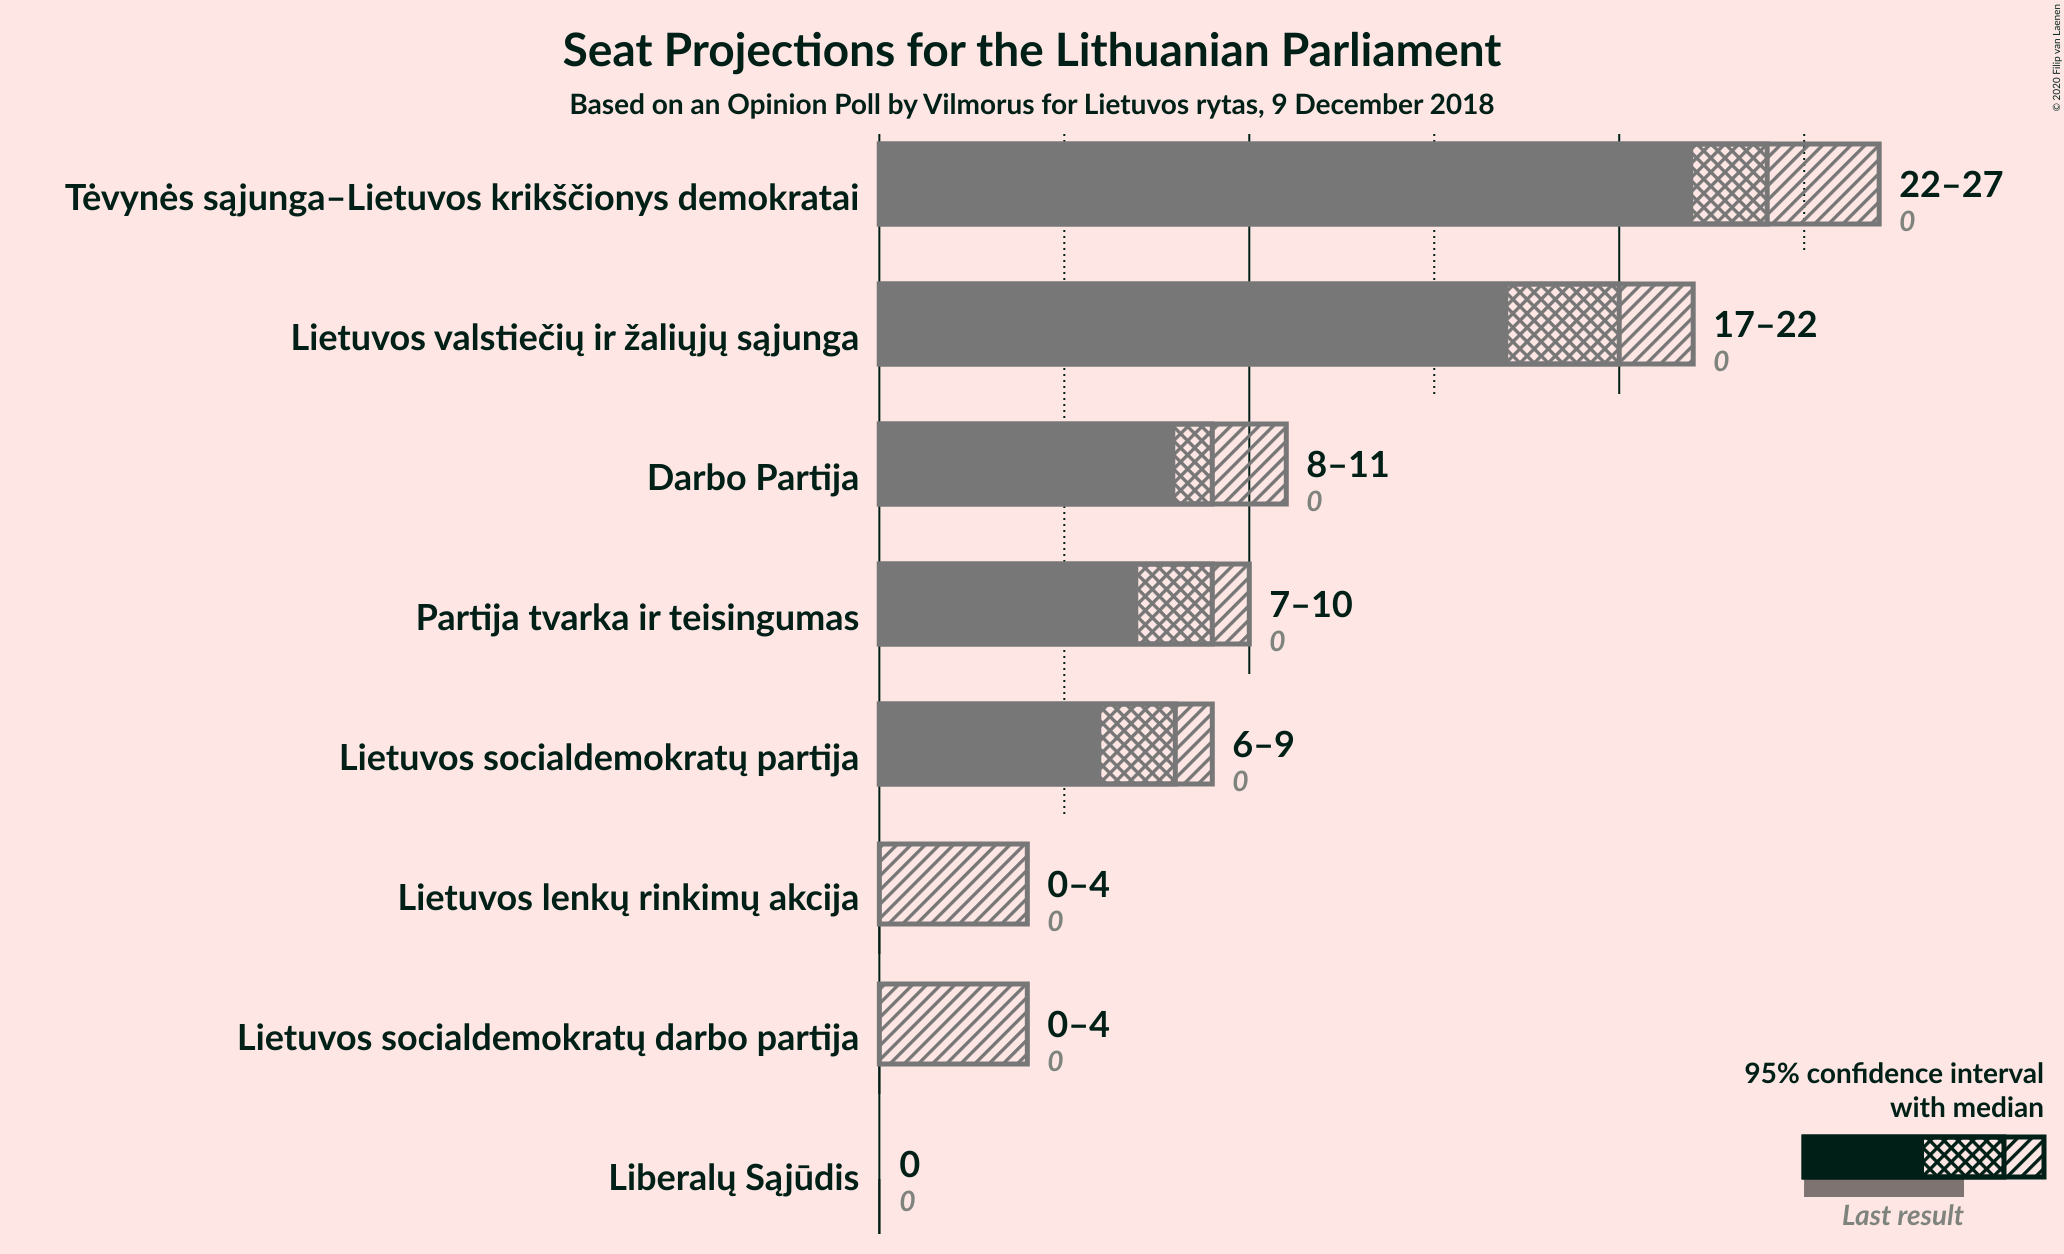 Seat Projections for the Lithuanian Parliament
Based on an Opinion Poll by Vilmorus for Lietuvos rytas, 9 December 2018
© 2020 Filip van Laenen
Tėvynės sąjunga–Lietuvos krikščionys demokratai
22–27
0
Lietuvos valstiečių ir žaliųjų sąjunga
17–22
0
Darbo Partija
8–11
0
Partija tvarka ir teisingumas
7–10
0
Lietuvos socialdemokratų partija
6–9
0
Lietuvos lenkų rinkimų akcija
0–4
0
Lietuvos socialdemokratų darbo partija
0–4
0
Liberalų Sąjūdis
0
0
95% confidence interval
with median
Last result